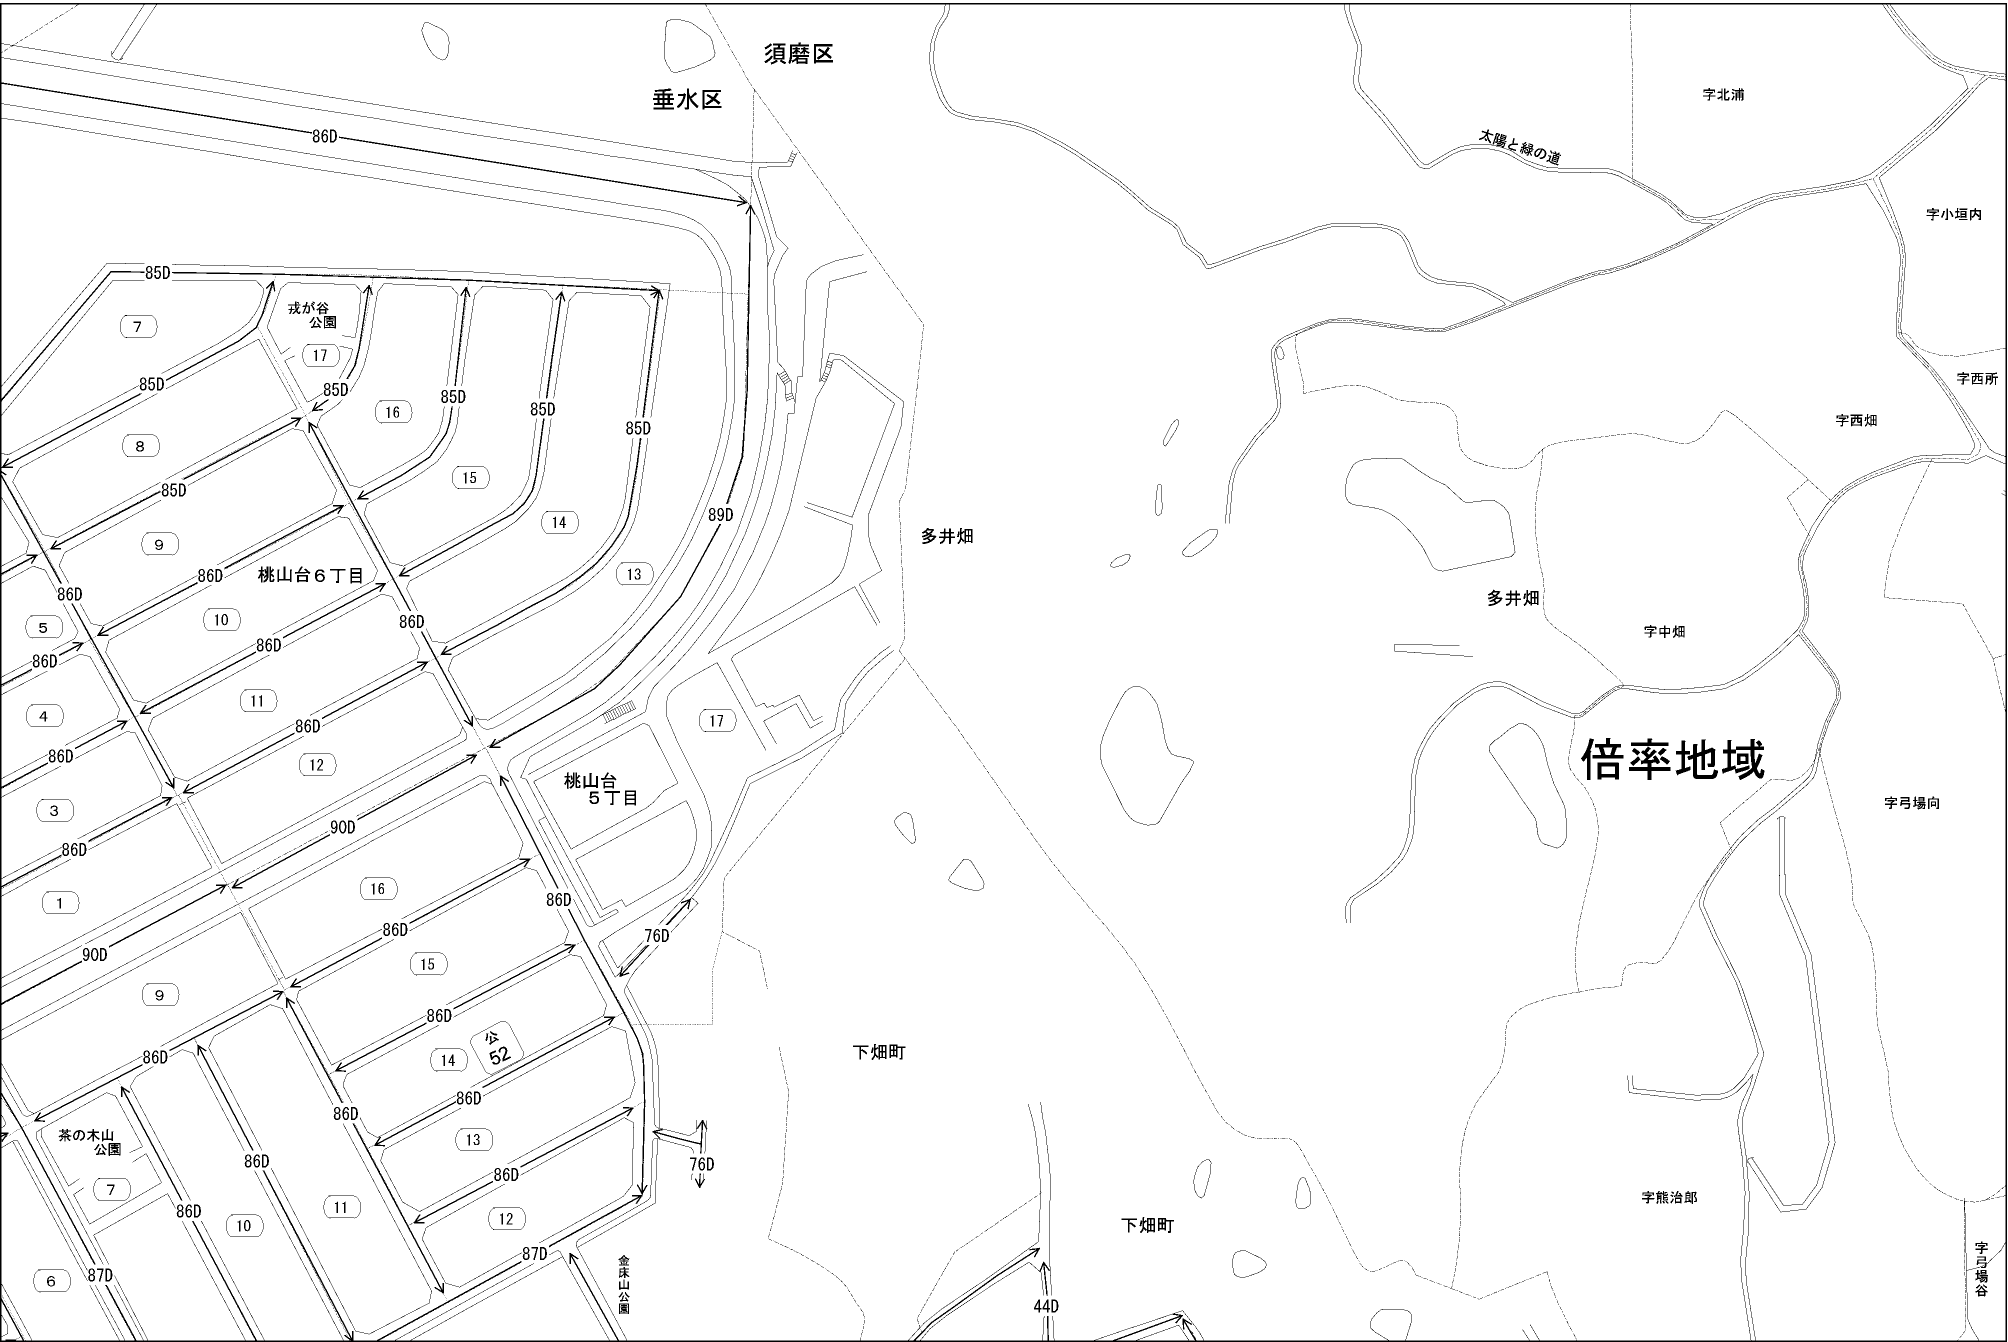 須磨区
垂水区
字北浦
86D
太陽と緑の道
字小垣内
85D
戎が谷
公園
7
17
85D
85D
85D
85D
85D
字西所
16
字西畑
8
15
85D
9
14
89D
多井畑
86D
桃山台6丁目
13
86D
多井畑
5
10
86D
86D
字中畑
86D
4
11
86D
17
86D
12
桃山台
5丁目
倍率地域
3
90D
字弓場向
86D
1
16
86D
86D
76D
90D
15
9
86D
公
52
14
下畑町
86D
86D
86D
茶の木山
公園
13
86D
86D
76D
7
86D
字熊治郎
10
11
12
下畑町
87D
6
87D
金床山公園
字弓場谷
44D